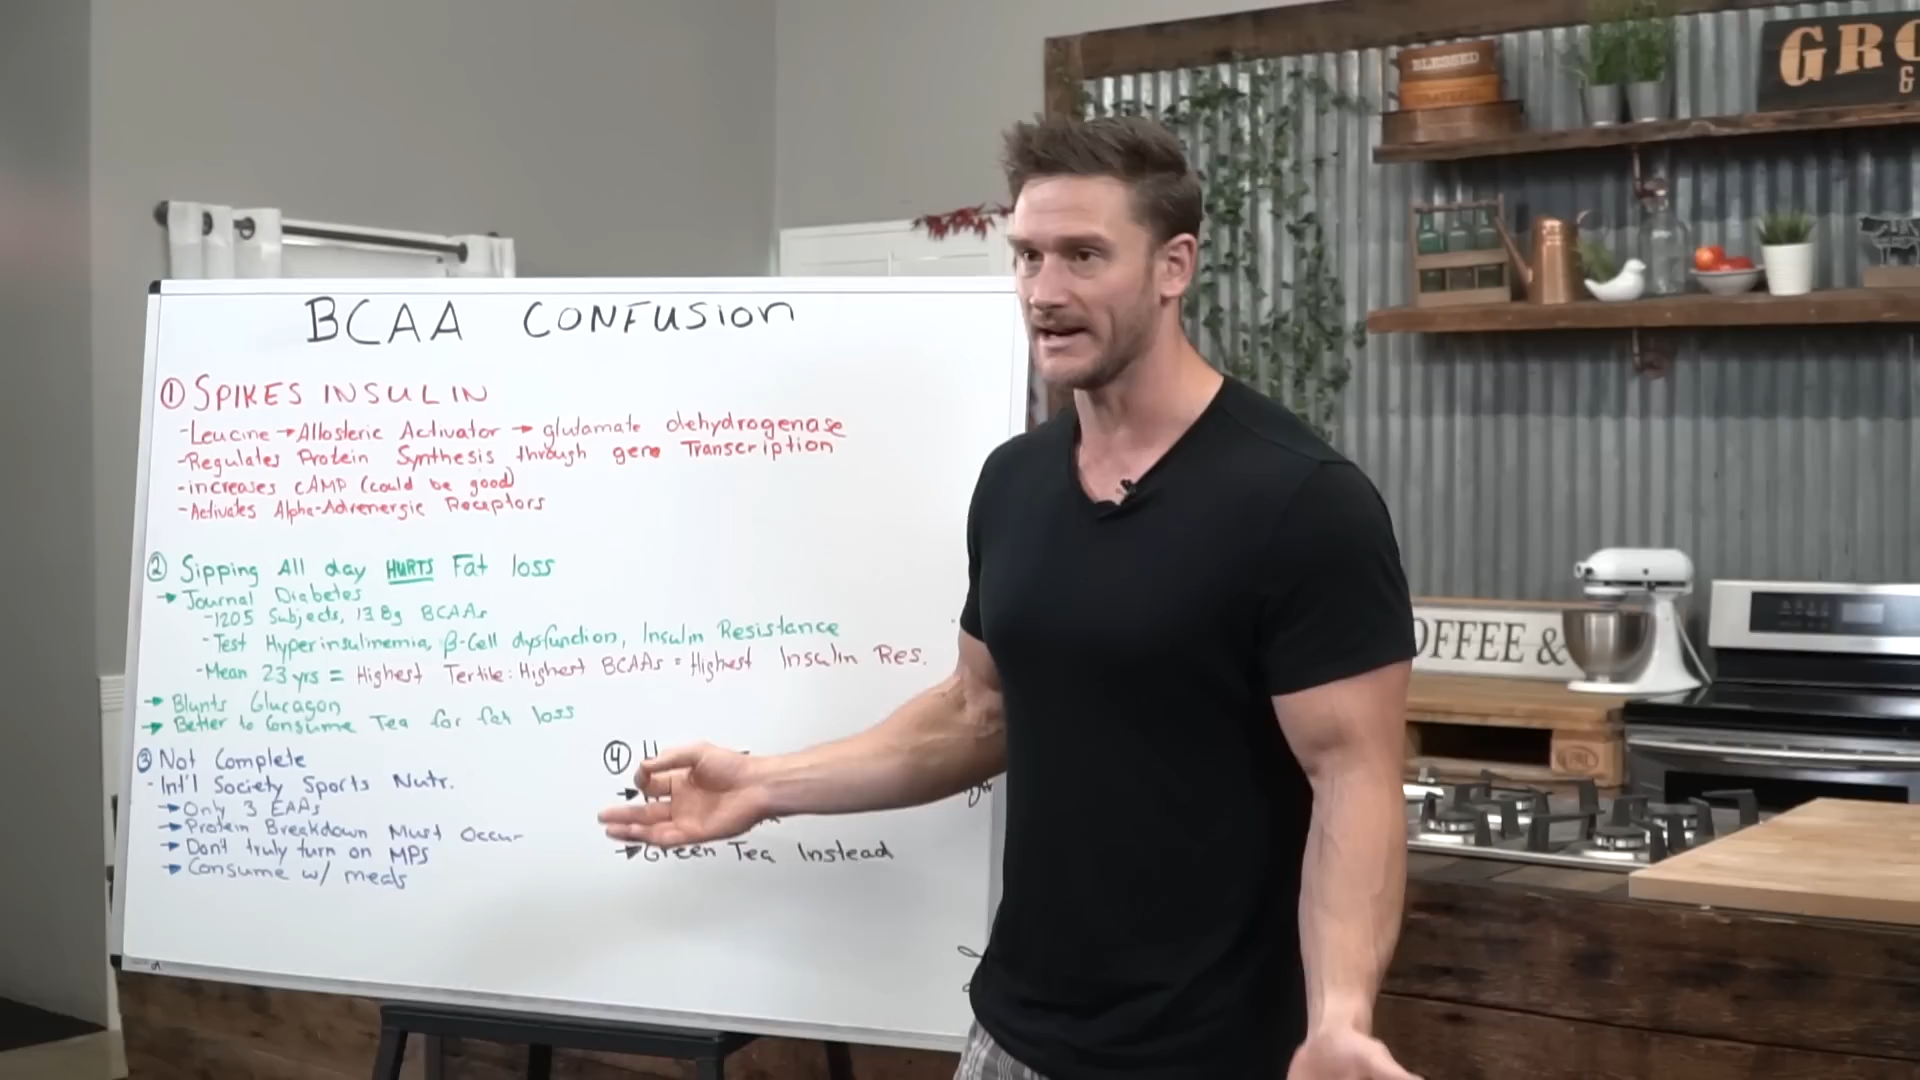 BCAA CONFUSION
① SPIKES INSULIN
-Leucine → Allosteric Activator → glutamate dehydrogenase
-Regulates Protein Synthesis through gene Transcription
-increases cAMP (could be good)
-Activates Alpha-Adrenergic Receptors
② Sipping All day HURTS Fat loss
→ Journal Diabetes
-1205 Subjects, 13.8g BCAAs
-Test Hyperinsulinemia, β-Cell dysfunction, Insulin Resistance
-Mean 23 yrs = Highest Tertile: Highest BCAAs = Highest Insulin Res.
→ Blunts Glucagon
→ Better to Consume Tea for fat loss
③ Not Complete
- Int'l Society Sports Nutr.
→ Only 3 EAAs
→ Protein Breakdown Must Occur
→ Don't truly turn on MPS
→ Consume w/ meals
④
→ Green Tea Instead
BLESSED
GRO
&
OFFEE &